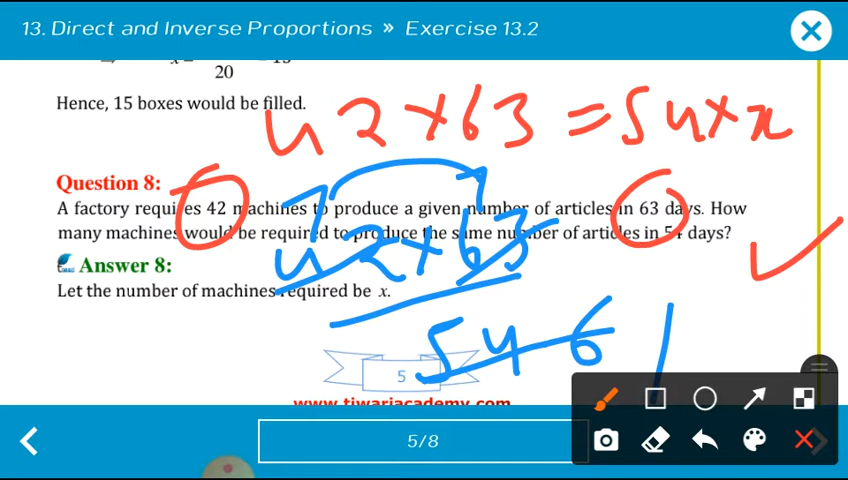 13. Direct and Inverse Proportions » Exercise 13.2
20
Hence, 15 boxes would be filled.
42×63=54×x
Question 8:
A factory requires 42 machines to produce a given number of articles in 63 days. How
many machines would be required to produce the same number of articles in 54 days?
7 7
42×63
Answer 8:
Let the number of machines required be x.
54 6
5
www.tiwariacademy.com
5/8